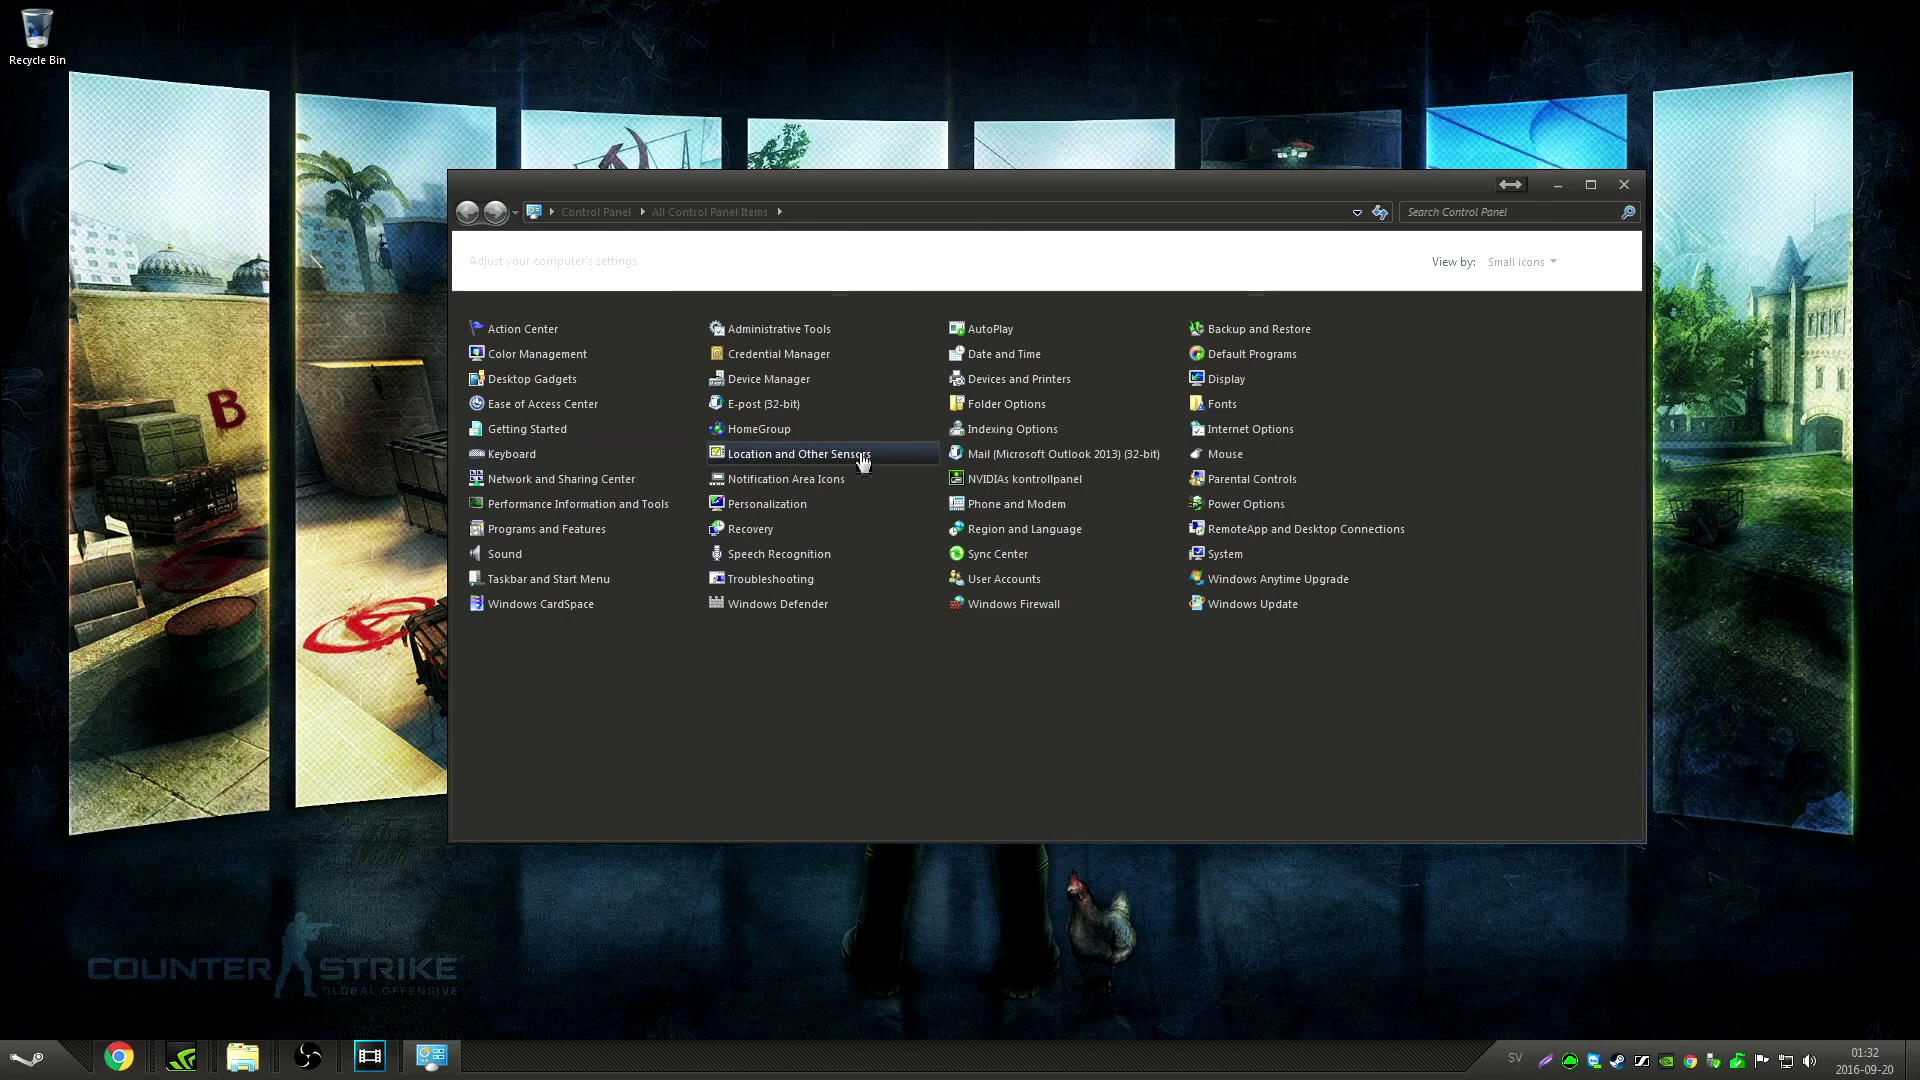 Recycle Bin
Control Panel All Control Panel Items
Search Control Panel
Adjust your computer's settings
View by: Small icons
Action Center
Administrative Tools
AutoPlay
Backup and Restore
Color Management
Credential Manager
Date and Time
Default Programs
Desktop Gadgets
Device Manager
Devices and Printers
Display
Ease of Access Center
E-post (32-bit)
Folder Options
Fonts
Getting Started
HomeGroup
Indexing Options
Internet Options
Keyboard
Location and Other Sensors
Mail (Microsoft Outlook 2013) (32-bit)
Mouse
Network and Sharing Center
Notification Area Icons
NVIDIAs kontrollpanel
Parental Controls
Performance Information and Tools
Personalization
Phone and Modem
Power Options
Programs and Features
Recovery
Region and Language
RemoteApp and Desktop Connections
Sound
Speech Recognition
Sync Center
System
Taskbar and Start Menu
Troubleshooting
User Accounts
Windows Anytime Upgrade
Windows CardSpace
Windows Defender
Windows Firewall
Windows Update
B
A
COUNTER STRIKE
GLOBAL OFFENSIVE
SV
01:32
2016-09-20